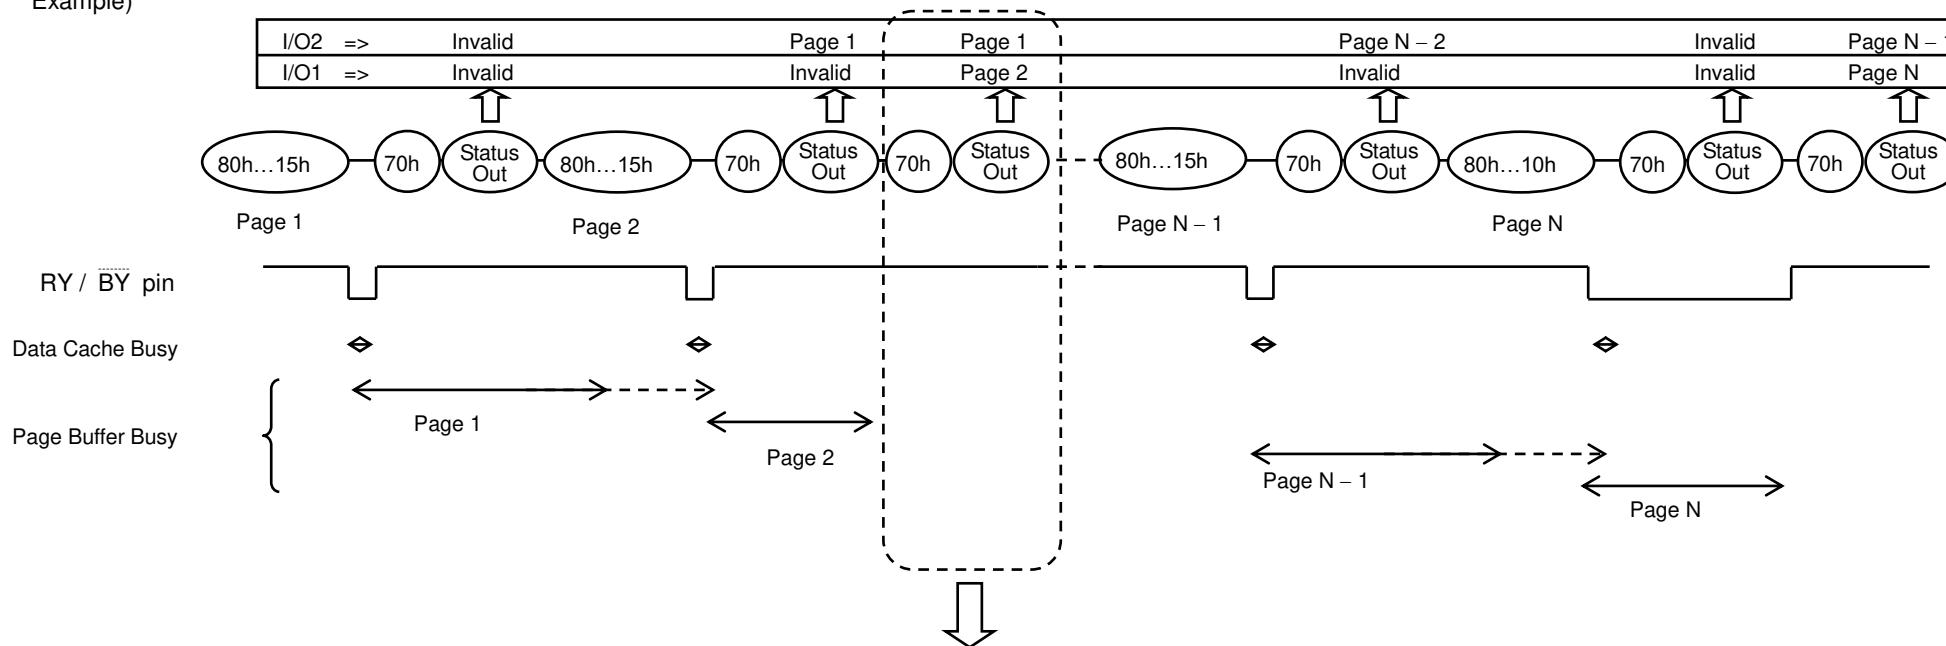 Example)
I/O2 => Invalid Page 1 Page 1 Page N − 2 Invalid Page N − 1
I/O1 => Invalid Invalid Page 2 Invalid Invalid Page N
80h…15h 70h Status Out 80h…15h 70h Status Out 70h Status Out 80h…15h 70h Status Out 80h…10h 70h Status Out 70h Status Out
Page 1 Page 2 Page N − 1 Page N
RY / BY pin
Data Cache Busy
Page 1
Page Buffer Busy
Page 2
Page N − 1
Page N